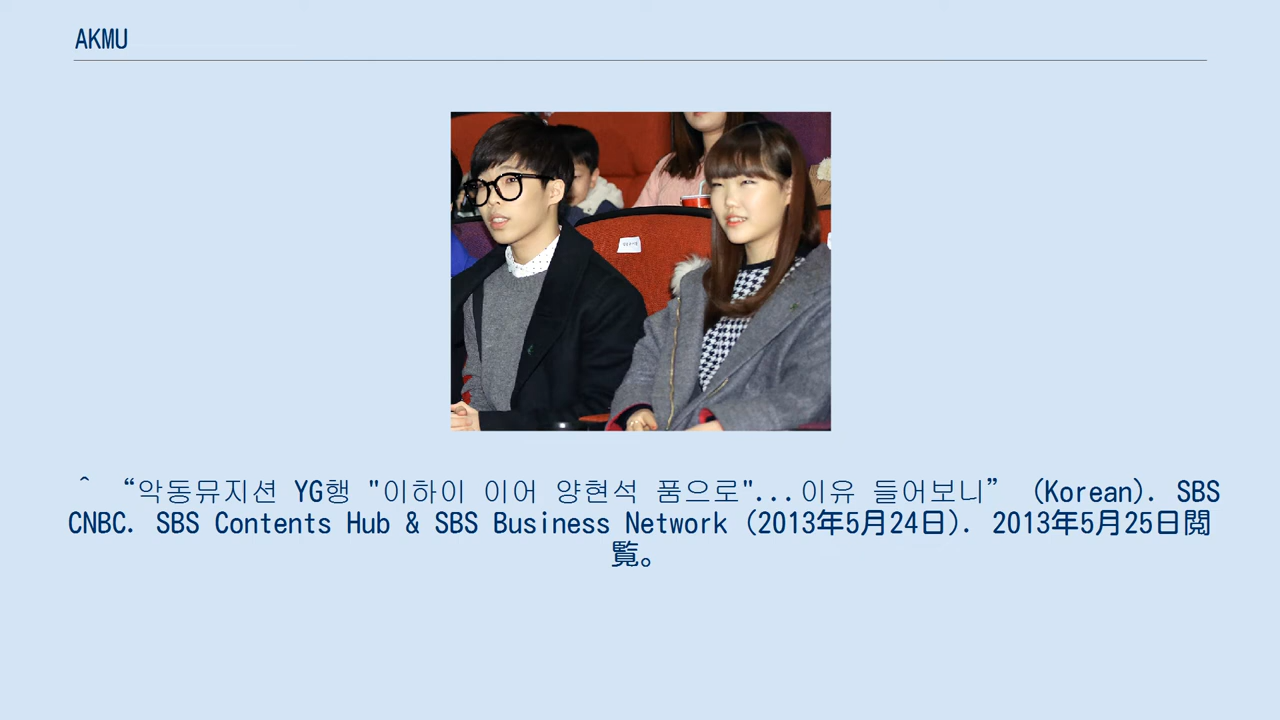 AKMU
^ “악동뮤지션 YG행 "이하이 이어 양현석 품으로"...이유 들어보니” (Korean). SBS
CNBC. SBS Contents Hub & SBS Business Network (2013年5月24日). 2013年5月25日閲
覧。